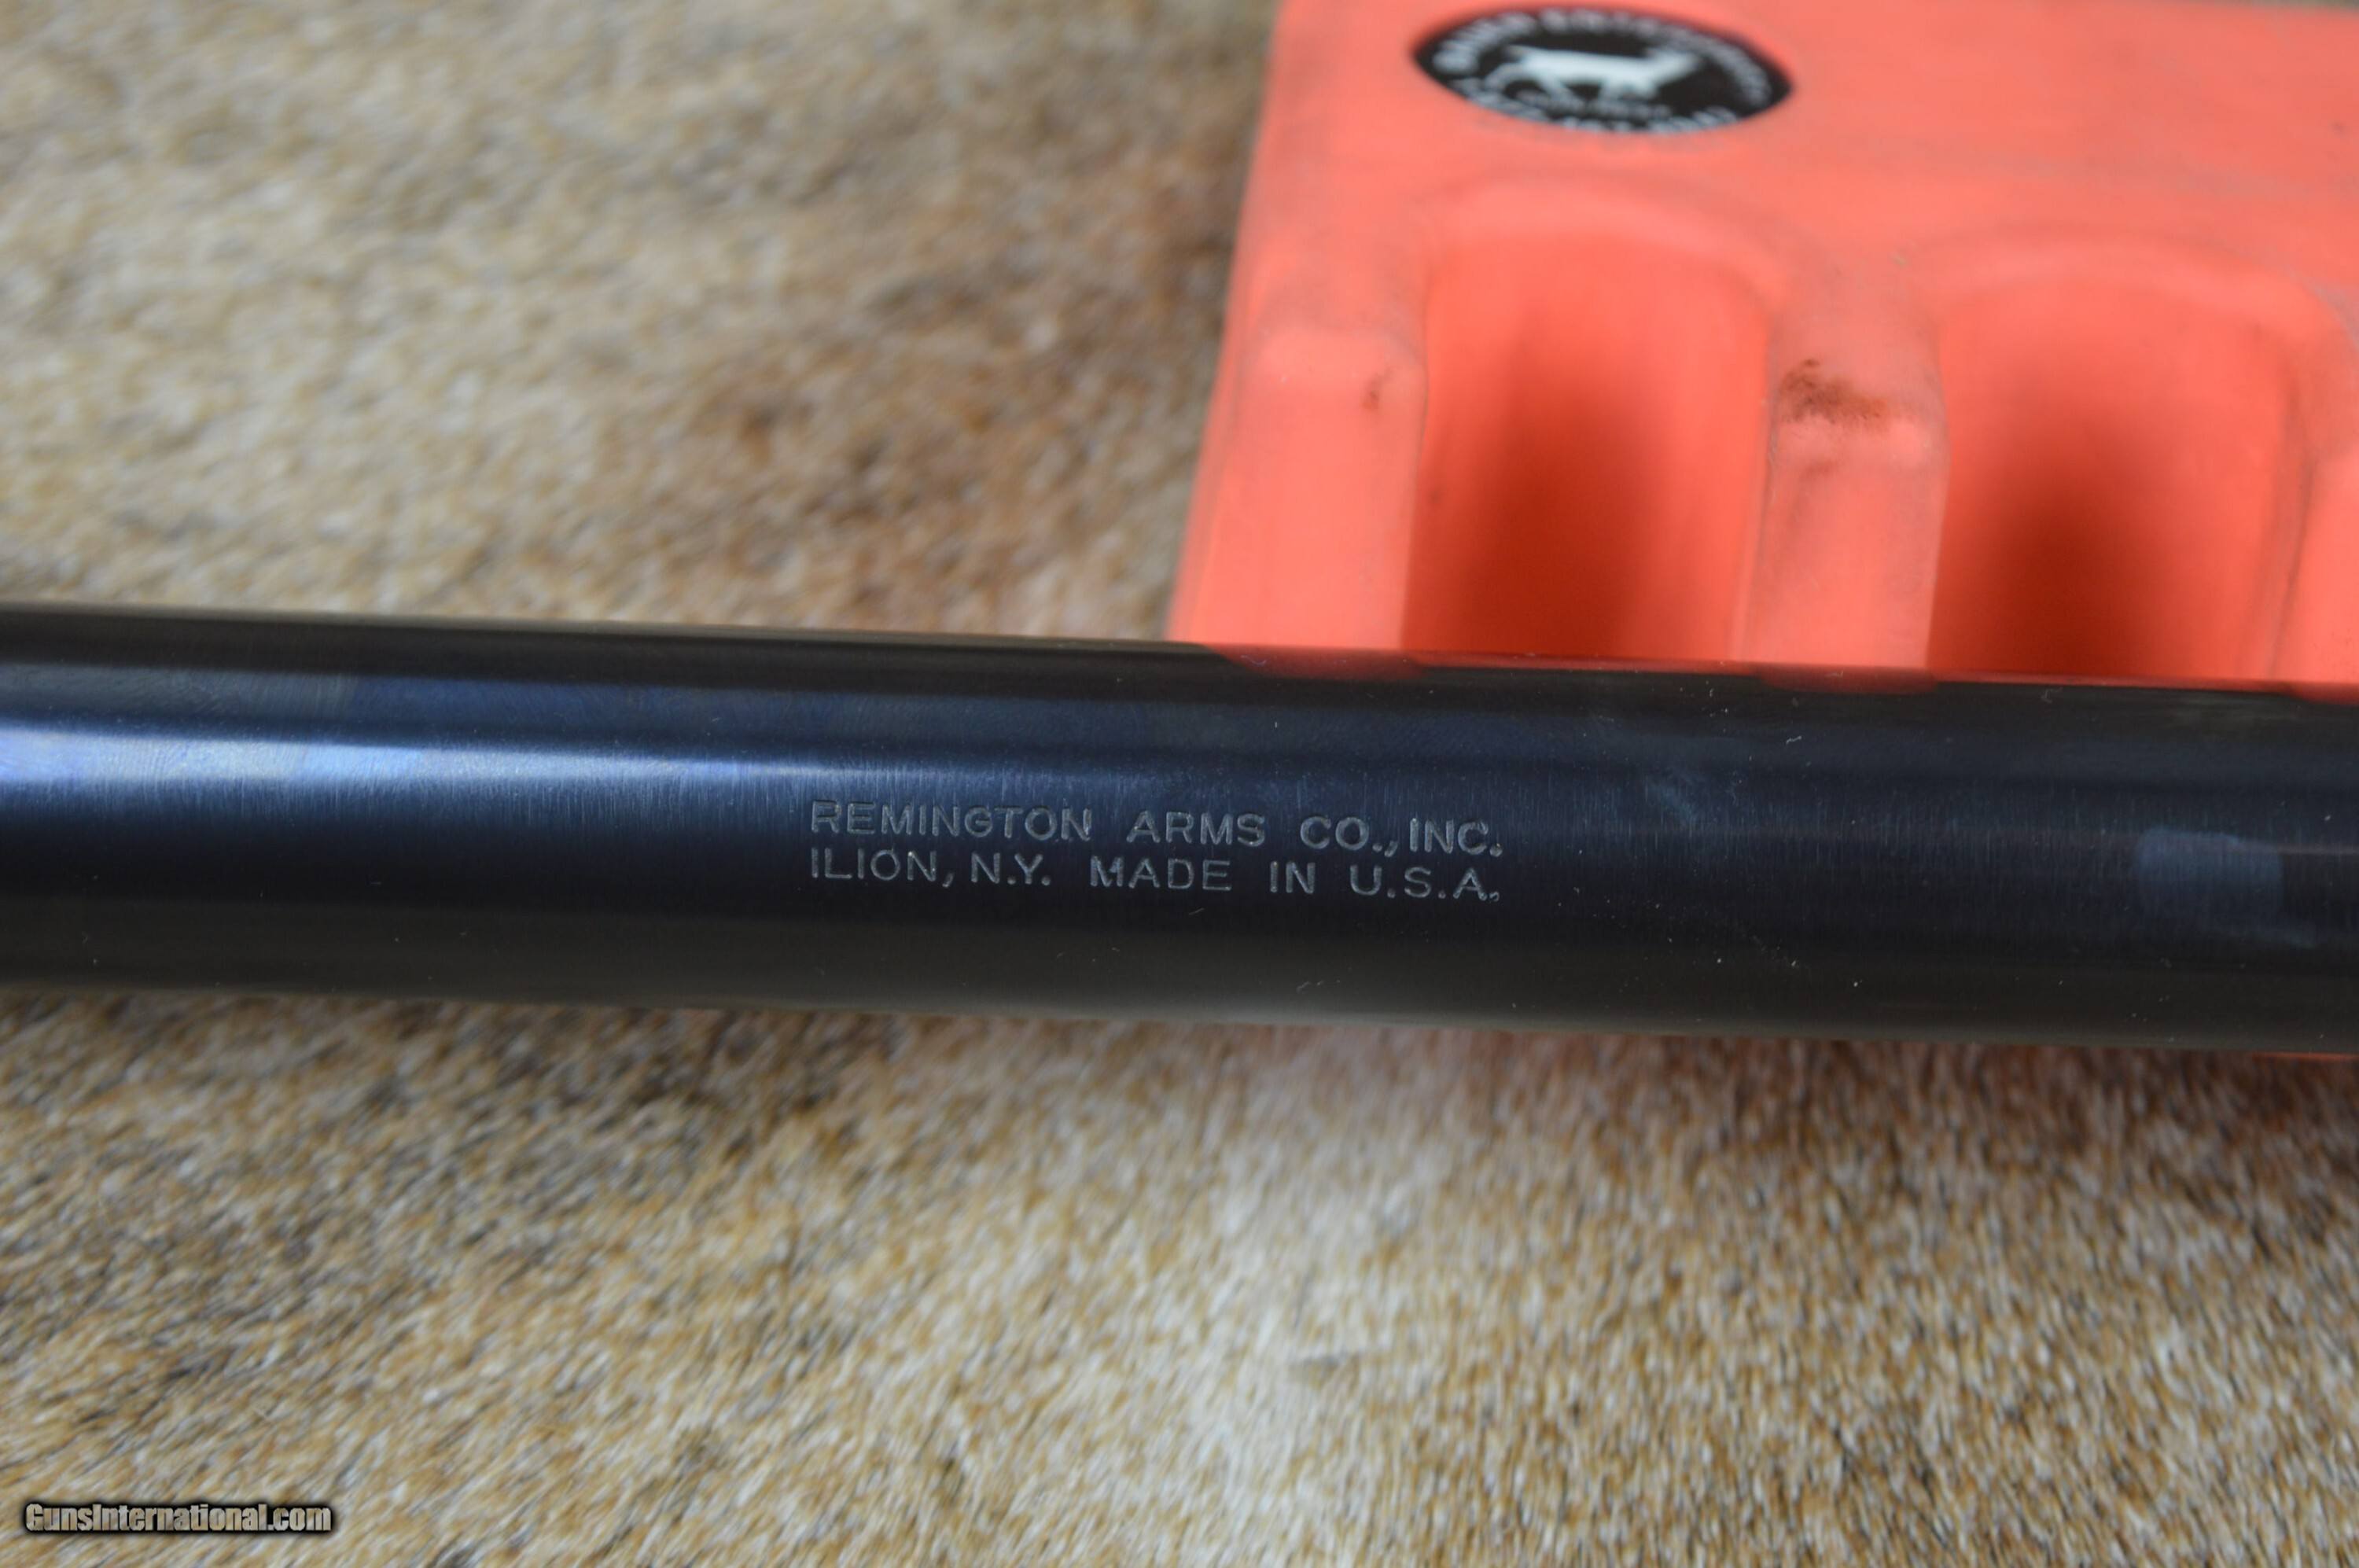 REMINGTON ARMS CO., INC.
ILION, N.Y. MADE IN U.S.A.
GunsInternational.com